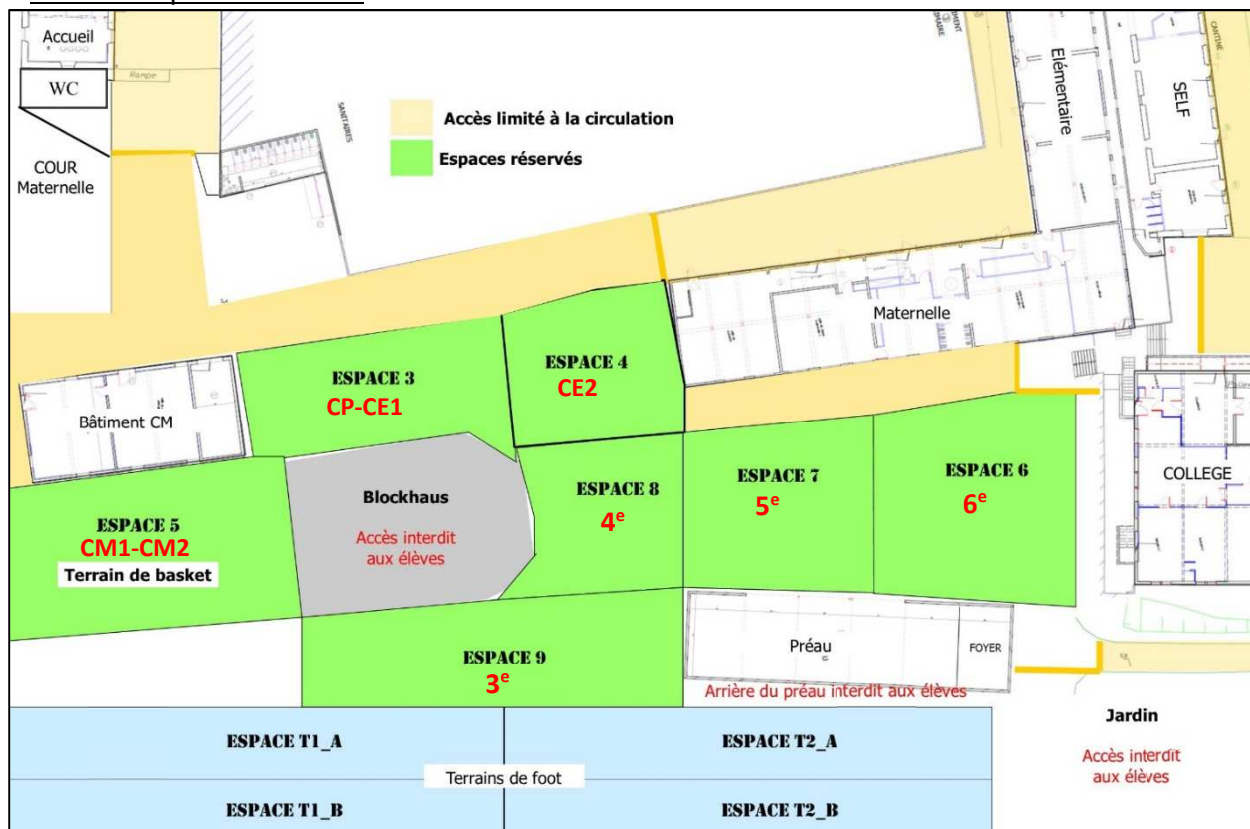 Accueil
WC
Rampe
COUR
Maternelle
SANITAIRES
Accès limité à la circulation
Espaces réservés
Elémentaire
CANTINE
SELF
Maternelle
ESPACE 3
CP-CE1
ESPACE 4
CE2
Bâtiment CM
ESPACE 5
CM1-CM2
Terrain de basket
Blockhaus
Accès interdit
aux élèves
ESPACE 8
4e
ESPACE 7
5e
ESPACE 6
6e
COLLEGE
ESPACE 9
3e
Préau
FOYER
Arrière du préau interdit aux élèves
Jardin
Accès interdit
aux élèves
ESPACE T1_A
ESPACE T2_A
Terrains de foot
ESPACE T1_B
ESPACE T2_B